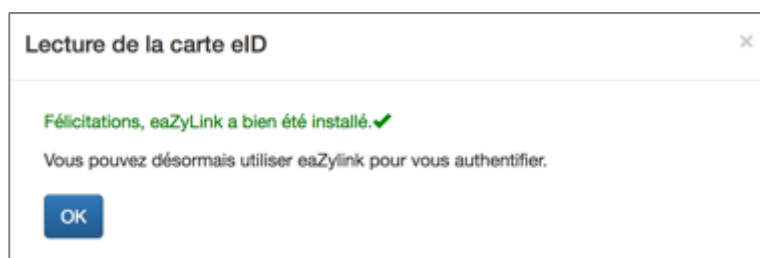 Lecture de la carte eID
×
Félicitations, eaZyLink a bien été installé.✔
Vous pouvez désormais utiliser eaZylink pour vous authentifier.
OK